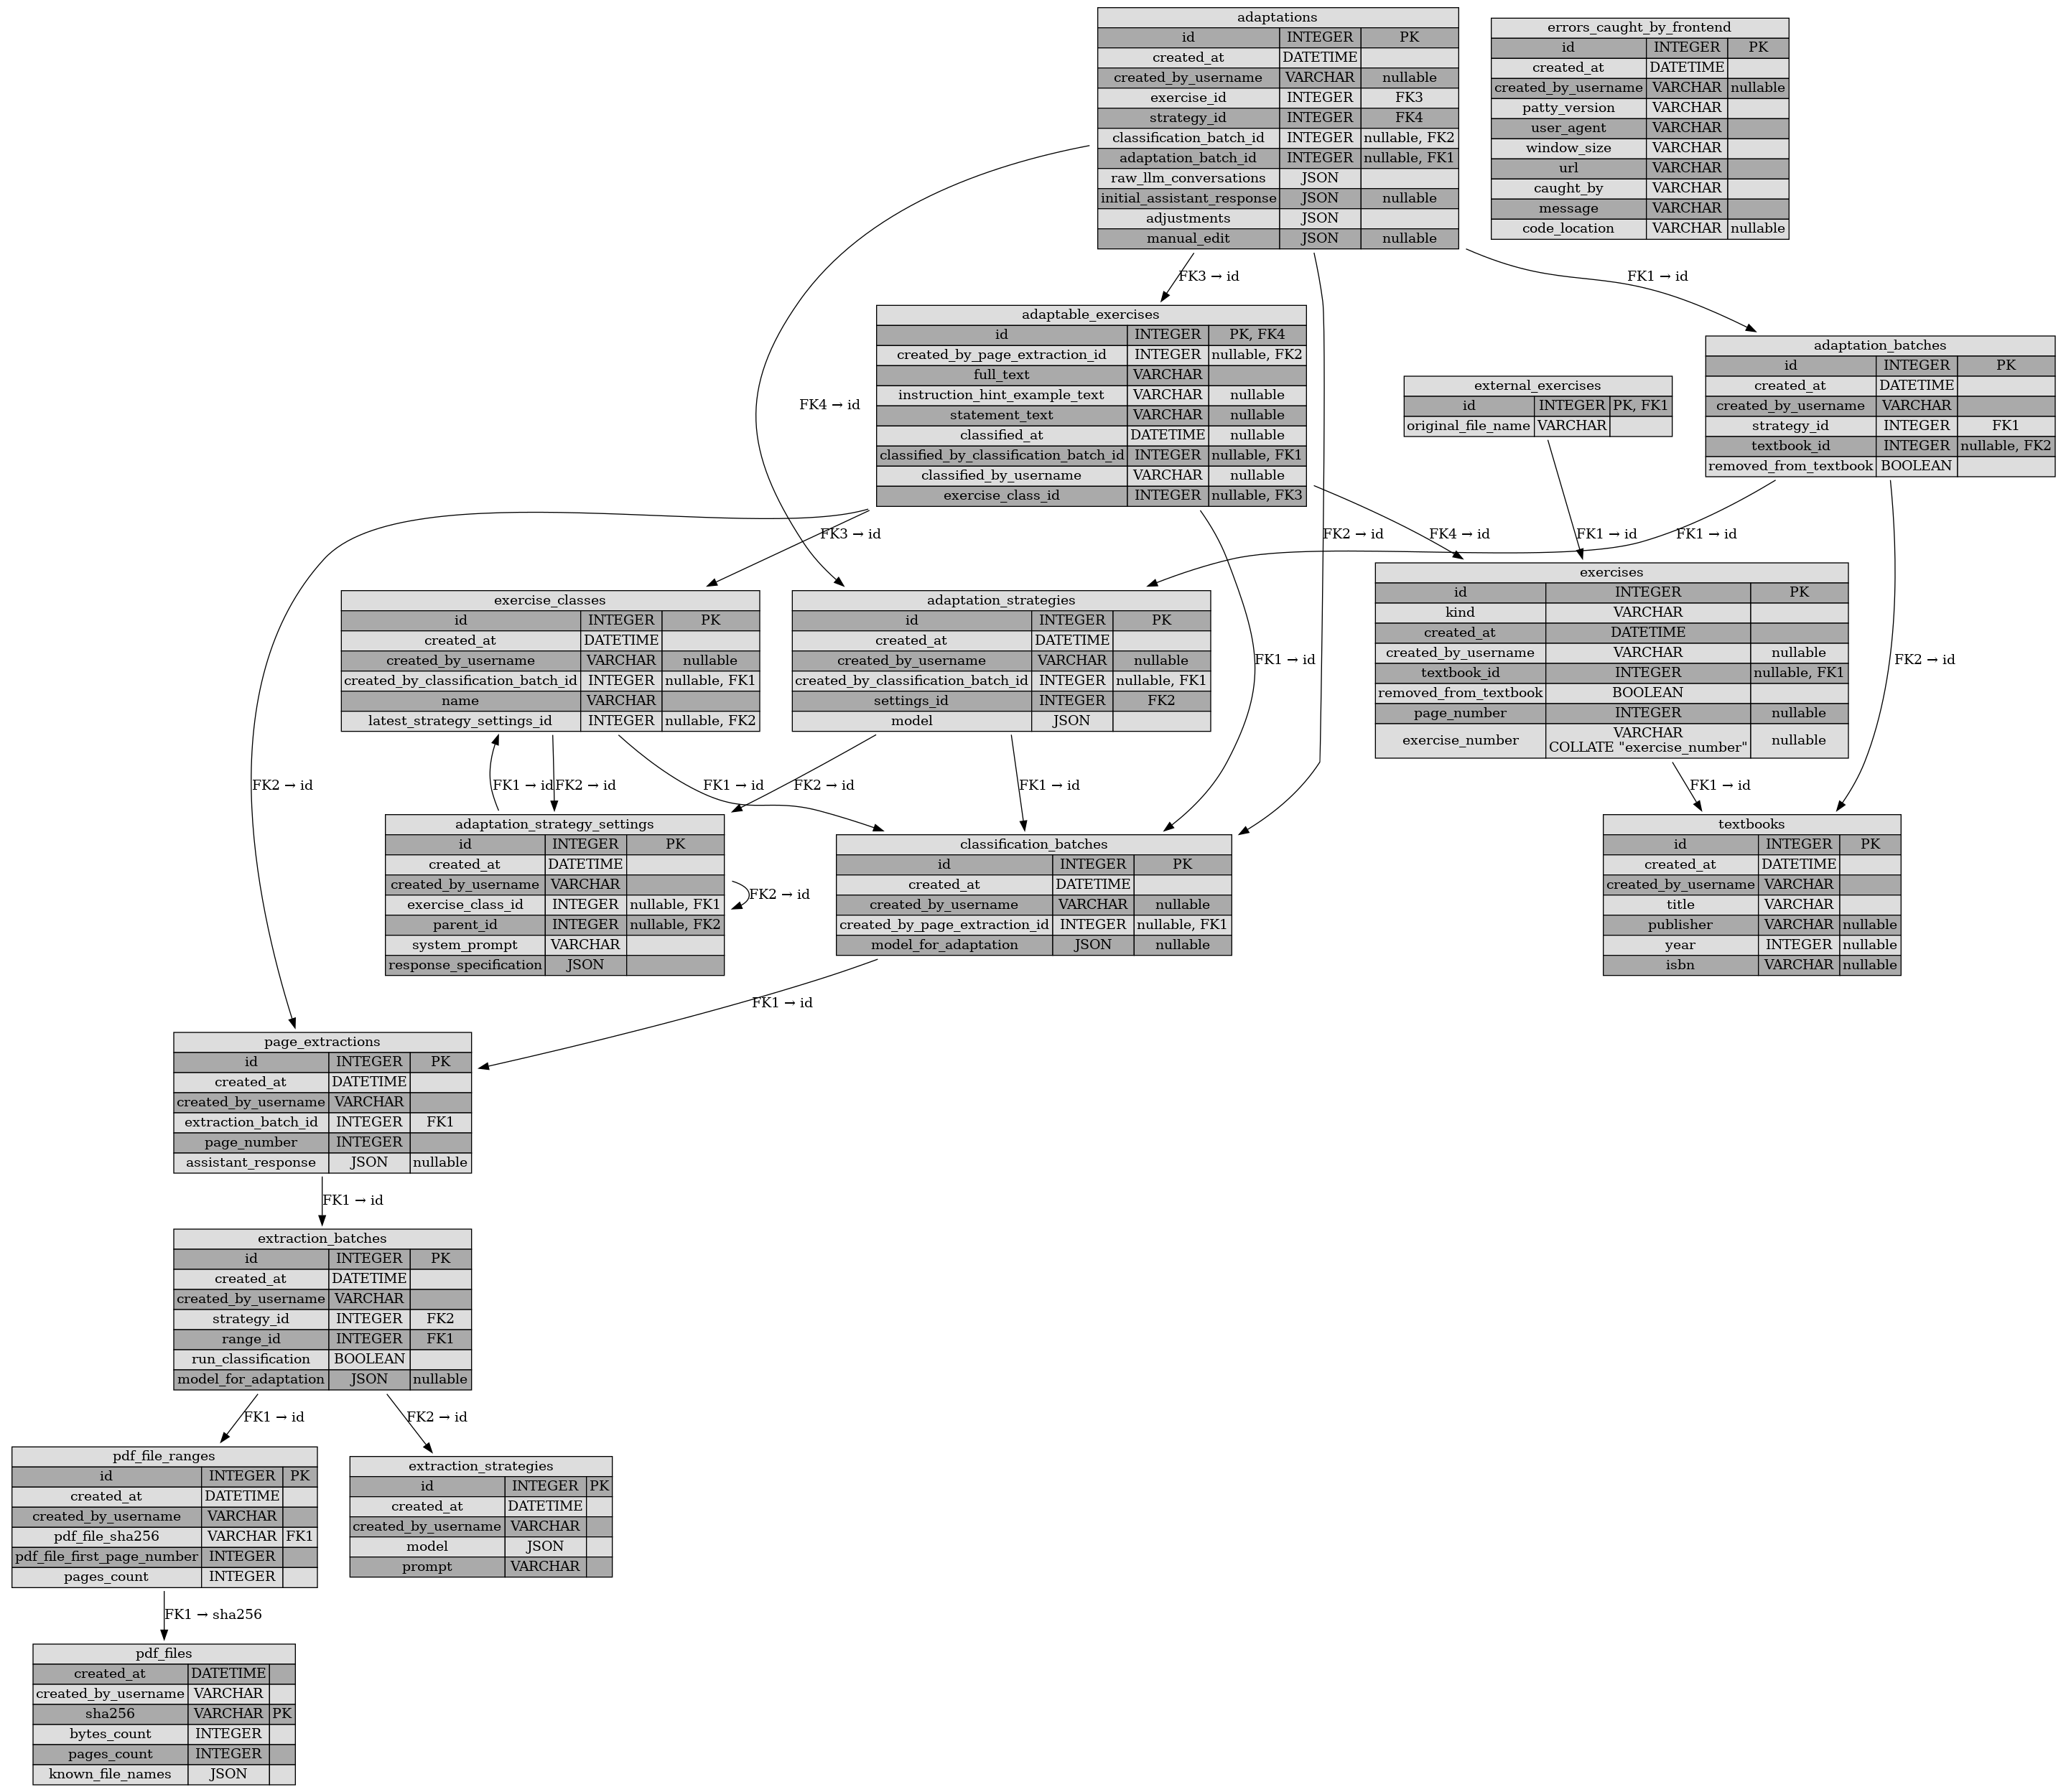 adaptations
id INTEGER PK
created_at DATETIME
created_by_username VARCHAR nullable
exercise_id INTEGER FK3
strategy_id INTEGER FK4
classification_batch_id INTEGER nullable, FK2
adaptation_batch_id INTEGER nullable, FK1
raw_llm_conversations JSON
initial_assistant_response JSON nullable
adjustments JSON
manual_edit JSON nullable
errors_caught_by_frontend
id INTEGER PK
created_at DATETIME
created_by_username VARCHAR nullable
patty_version VARCHAR
user_agent VARCHAR
window_size VARCHAR
url VARCHAR
caught_by VARCHAR
message VARCHAR
code_location VARCHAR nullable
FK3 → id
FK1 → id
FK4 → id
adaptable_exercises
id INTEGER PK, FK4
created_by_page_extraction_id INTEGER nullable, FK2
full_text VARCHAR
instruction_hint_example_text VARCHAR nullable
statement_text VARCHAR nullable
classified_at DATETIME nullable
classified_by_classification_batch_id INTEGER nullable, FK1
classified_by_username VARCHAR nullable
exercise_class_id INTEGER nullable, FK3
external_exercises
id INTEGER PK, FK1
original_file_name VARCHAR
adaptation_batches
id INTEGER PK
created_at DATETIME
created_by_username VARCHAR
strategy_id INTEGER FK1
textbook_id INTEGER nullable, FK2
removed_from_textbook BOOLEAN
FK3 → id
FK2 → id
FK4 → id
FK1 → id
FK1 → id
exercise_classes
id INTEGER PK
created_at DATETIME
created_by_username VARCHAR nullable
created_by_classification_batch_id INTEGER nullable, FK1
name VARCHAR
latest_strategy_settings_id INTEGER nullable, FK2
adaptation_strategies
id INTEGER PK
created_at DATETIME
created_by_username VARCHAR nullable
created_by_classification_batch_id INTEGER nullable, FK1
settings_id INTEGER FK2
model JSON
FK1 → id
exercises
id INTEGER PK
kind VARCHAR
created_at DATETIME
created_by_username VARCHAR nullable
textbook_id INTEGER nullable, FK1
removed_from_textbook BOOLEAN
page_number INTEGER nullable
exercise_number VARCHAR COLLATE "exercise_number" nullable
FK2 → id
FK2 → id
FK1 → id
FK2 → id
FK1 → id
FK2 → id
FK1 → id
FK1 → id
adaptation_strategy_settings
id INTEGER PK
created_at DATETIME
created_by_username VARCHAR
exercise_class_id INTEGER nullable, FK1
parent_id INTEGER nullable, FK2
system_prompt VARCHAR
response_specification JSON
FK2 → id
classification_batches
id INTEGER PK
created_at DATETIME
created_by_username VARCHAR nullable
created_by_page_extraction_id INTEGER nullable, FK1
model_for_adaptation JSON nullable
textbooks
id INTEGER PK
created_at DATETIME
created_by_username VARCHAR
title VARCHAR
publisher VARCHAR nullable
year INTEGER nullable
isbn VARCHAR nullable
FK1 → id
page_extractions
id INTEGER PK
created_at DATETIME
created_by_username VARCHAR
extraction_batch_id INTEGER FK1
page_number INTEGER
assistant_response JSON nullable
FK1 → id
extraction_batches
id INTEGER PK
created_at DATETIME
created_by_username VARCHAR
strategy_id INTEGER FK2
range_id INTEGER FK1
run_classification BOOLEAN
model_for_adaptation JSON nullable
FK1 → id
FK2 → id
pdf_file_ranges
id INTEGER PK
created_at DATETIME
created_by_username VARCHAR
pdf_file_sha256 VARCHAR FK1
pdf_file_first_page_number INTEGER
pages_count INTEGER
extraction_strategies
id INTEGER PK
created_at DATETIME
created_by_username VARCHAR
model JSON
prompt VARCHAR
FK1 → sha256
pdf_files
created_at DATETIME
created_by_username VARCHAR
sha256 VARCHAR PK
bytes_count INTEGER
pages_count INTEGER
known_file_names JSON